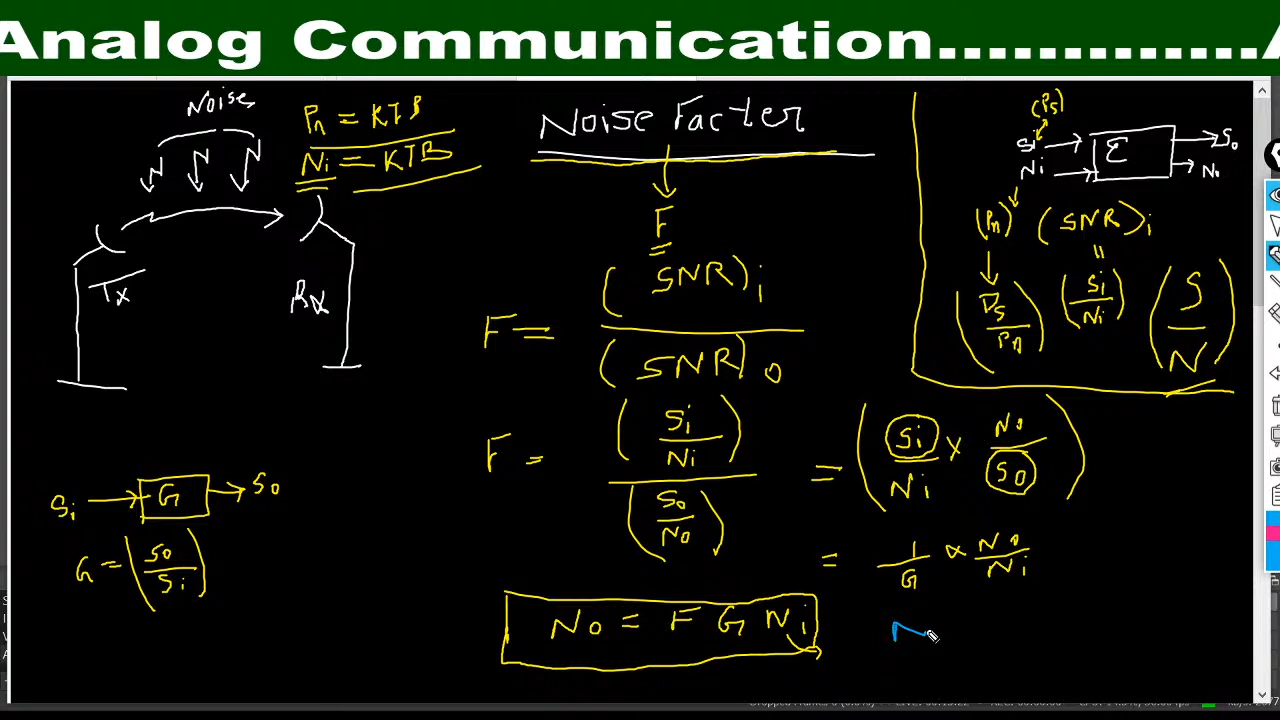 Analog Communication.............A
Noise
Pn = KTB
Ni = KTB
Tx
Rx
Noise Facter
F
F = (SNR)i / (SNR)o
F = (Si/Ni) / (So/No) = (Si/Ni × No/So)
= 1/G × No/Ni
No = F G Ni
N
Si → G → So
G = (So/Si)
(Ps)
Si → Σ → So
Ni → No
(Pn) (SNR)i
(Ps/Pn) = (Si/Ni) (S/N)